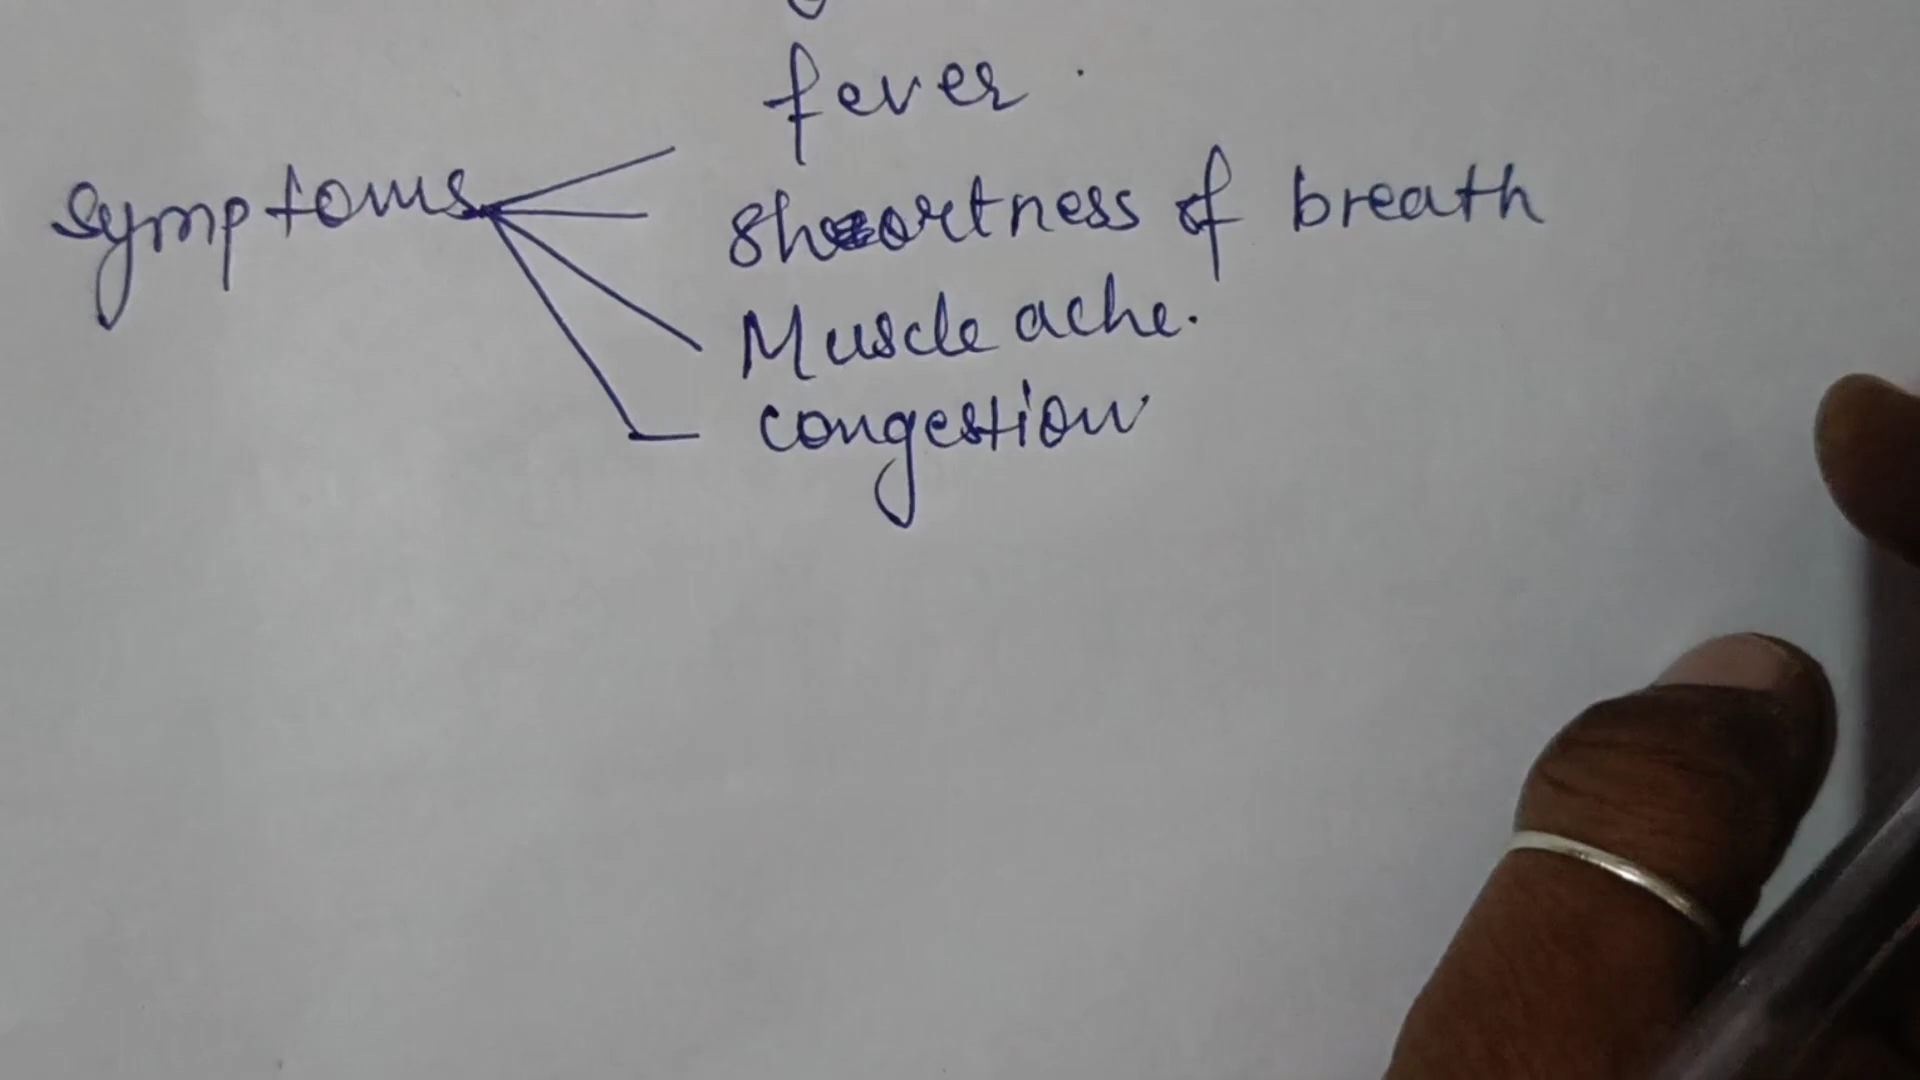 fever
symptoms
shortness of breath
Muscle ache.
congestion